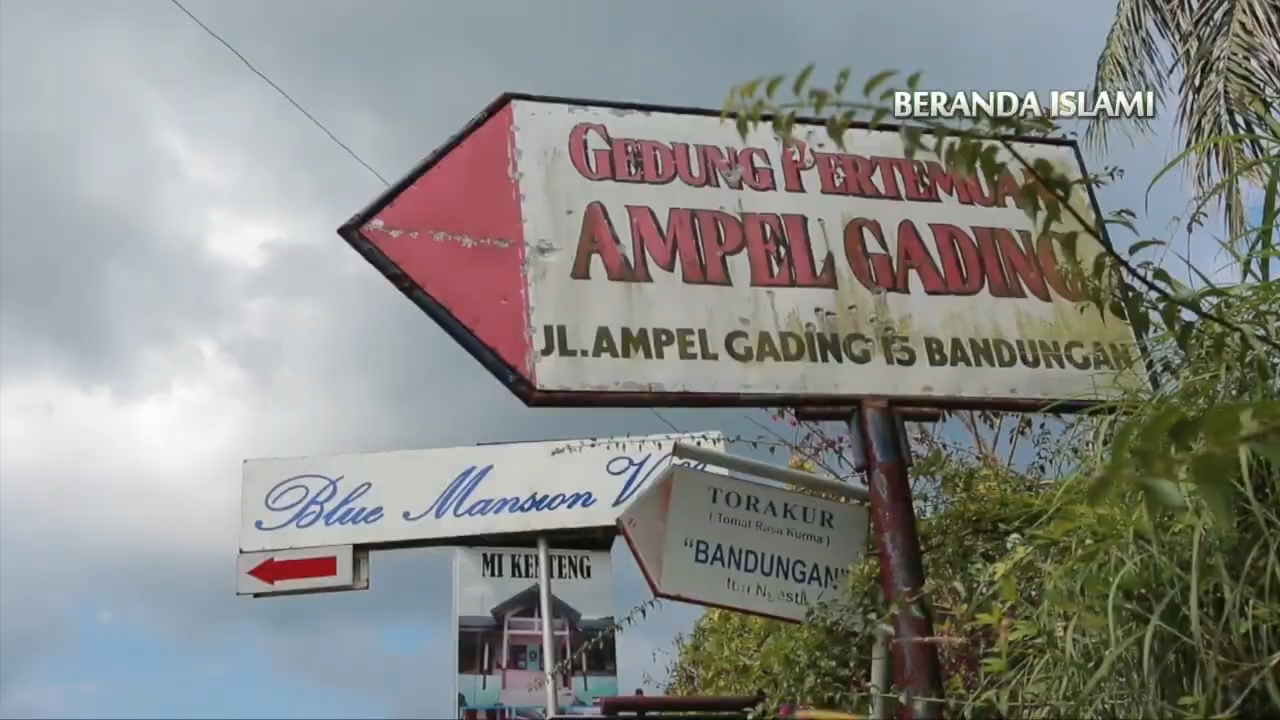 BERANDA ISLAMI
GEDUNG PERTEMUAN
AMPEL GADING
JL. AMPEL GADING 15 BANDUNGAN
Blue Mansion
TORAKUR
(Tomat Rasa Kurma)
"BANDUNGAN"
Ibu
MI KENTENG